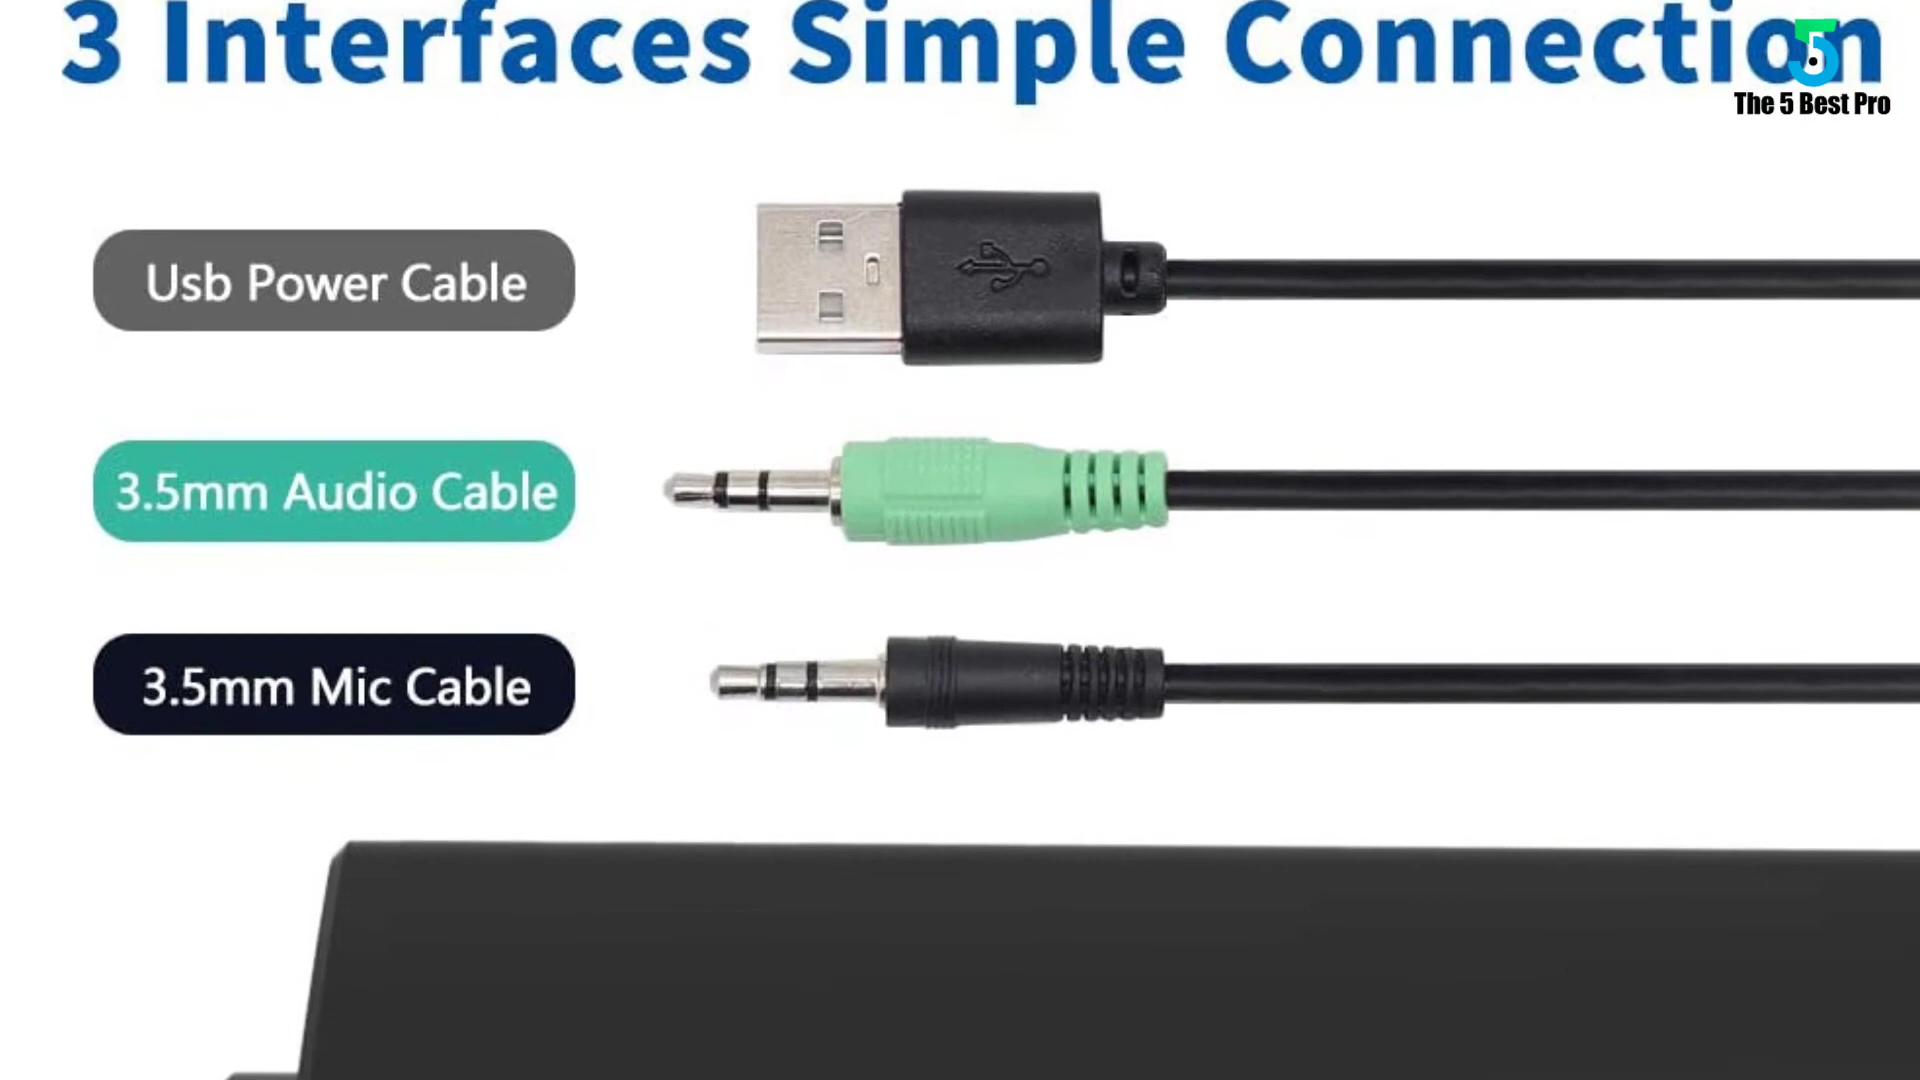 3 Interfaces Simple Connection
5
The 5 Best Pro
Usb Power Cable
3.5mm Audio Cable
3.5mm Mic Cable